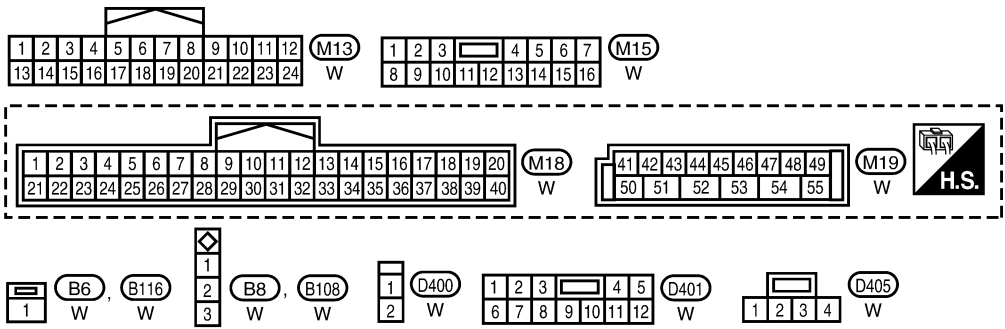 1 2 3 4 5 6 7 8 9 10 11 12 M13
13 14 15 16 17 18 19 20 21 22 23 24 W
1 2 3 4 5 6 7 M15
8 9 10 11 12 13 14 15 16 W
1 2 3 4 5 6 7 8 9 10 11 12 13 14 15 16 17 18 19 20 M18
21 22 23 24 25 26 27 28 29 30 31 32 33 34 35 36 37 38 39 40 W
41 42 43 44 45 46 47 48 49 M19
50 51 52 53 54 55 W
H.S.
1 B6 , B116
W W
1
2
3
B8 , B108
W W
1 D400
2 W
1 2 3 4 5 D401
6 7 8 9 10 11 12 W
D405
1 2 3 4 W